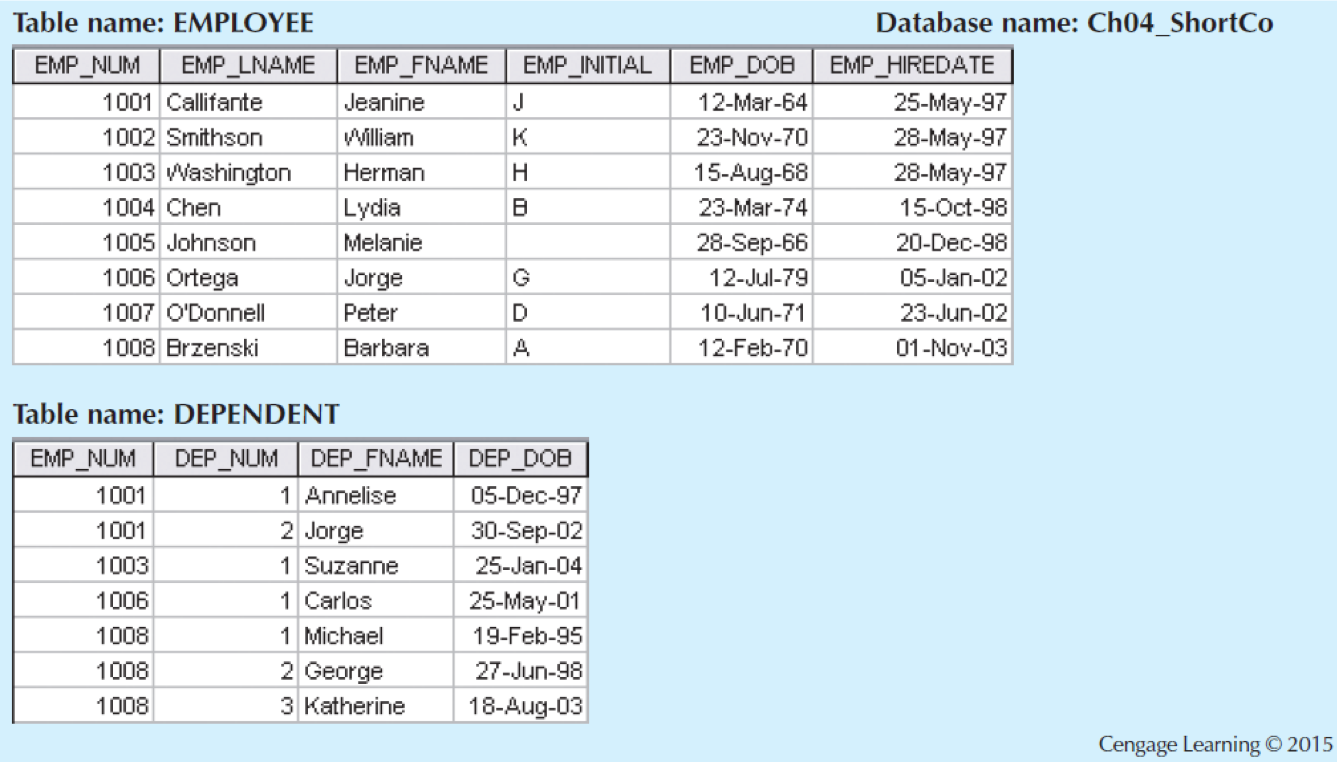 Table name: EMPLOYEE Database name: Ch04_ShortCo
EMP_NUM EMP_LNAME EMP_FNAME EMP_INITIAL EMP_DOB EMP_HIREDATE
1001 Callifante Jeanine J 12-Mar-64 25-May-97
1002 Smithson William K 23-Nov-70 28-May-97
1003 Washington Herman H 15-Aug-68 28-May-97
1004 Chen Lydia B 23-Mar-74 15-Oct-98
1005 Johnson Melanie 28-Sep-66 20-Dec-98
1006 Ortega Jorge G 12-Jul-79 05-Jan-02
1007 O'Donnell Peter D 10-Jun-71 23-Jun-02
1008 Brzenski Barbara A 12-Feb-70 01-Nov-03
Table name: DEPENDENT
EMP_NUM DEP_NUM DEP_FNAME DEP_DOB
1001 1 Annelise 05-Dec-97
1001 2 Jorge 30-Sep-02
1003 1 Suzanne 25-Jan-04
1006 1 Carlos 25-May-01
1008 1 Michael 19-Feb-95
1008 2 George 27-Jun-98
1008 3 Katherine 18-Aug-03
Cengage Learning © 2015